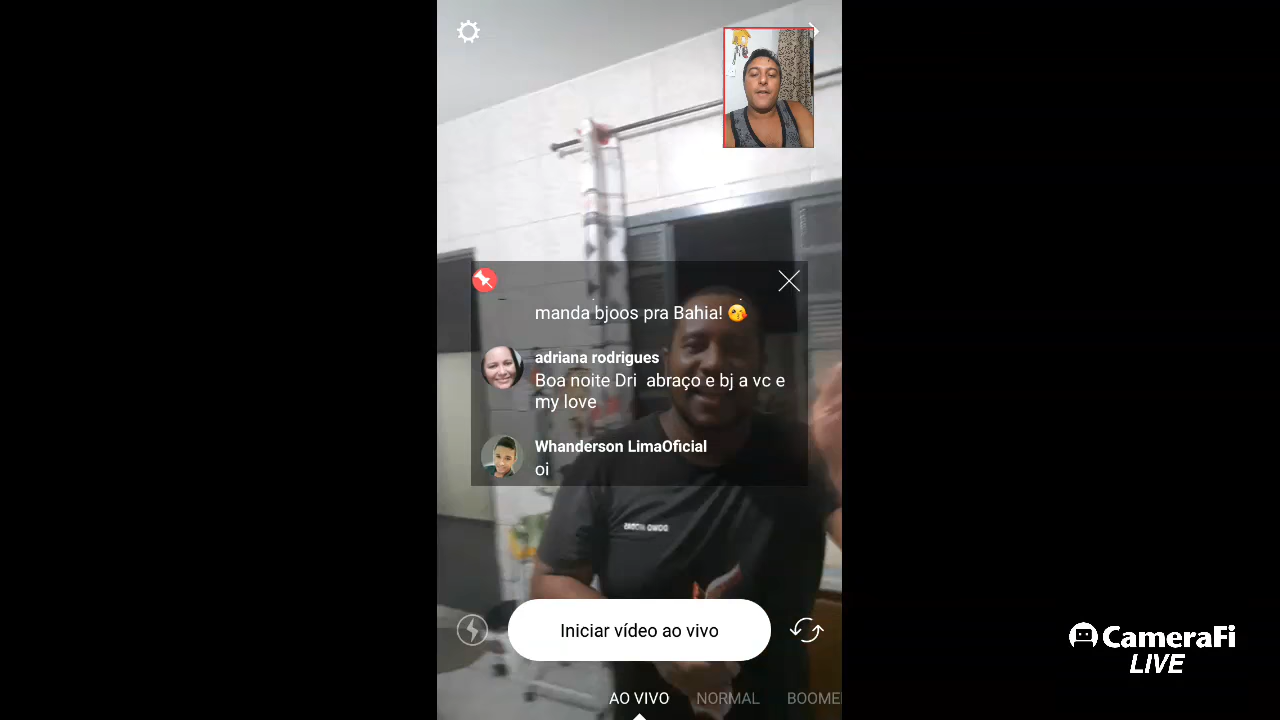 manda bjoos pra Bahia! 😘
adriana rodrigues
Boa noite Dri abraço e bj a vc e
my love
Whanderson LimaOficial
oi
Iniciar vídeo ao vivo
CameraFi
LIVE
AO VIVO
NORMAL
BOOME